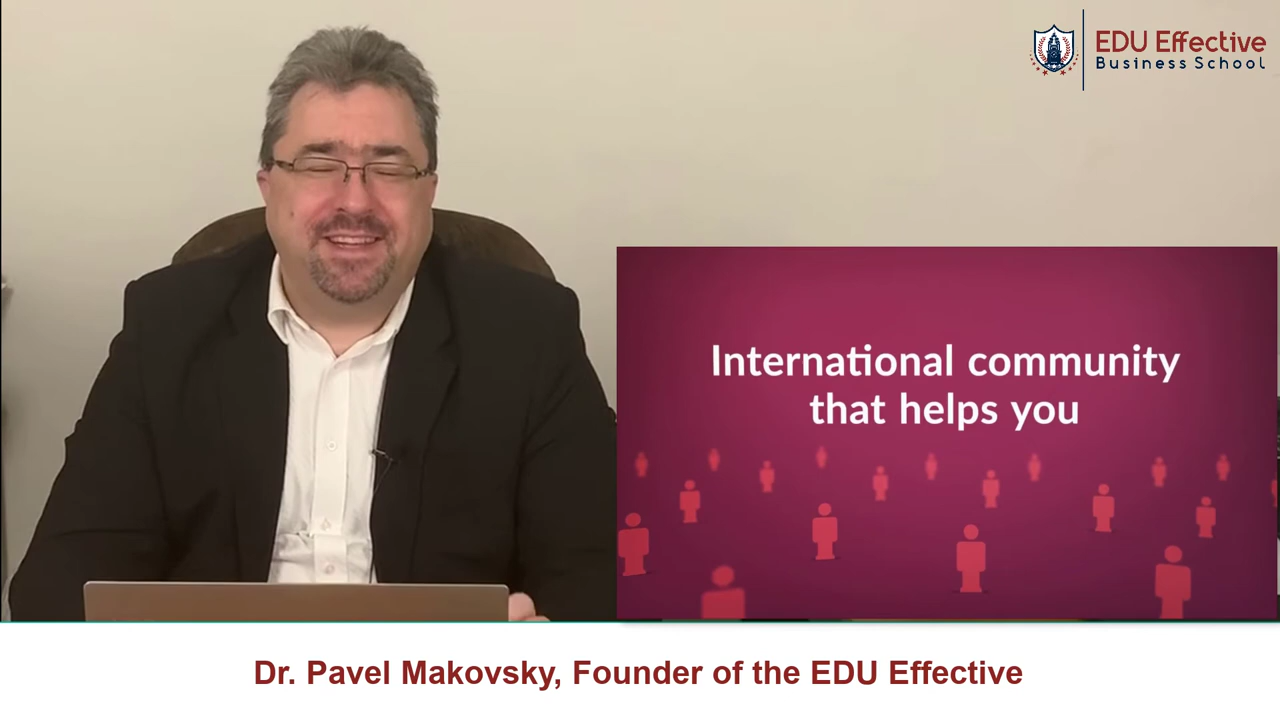 EDU Effective
Business School
International community
that helps you
Dr. Pavel Makovsky, Founder of the EDU Effective